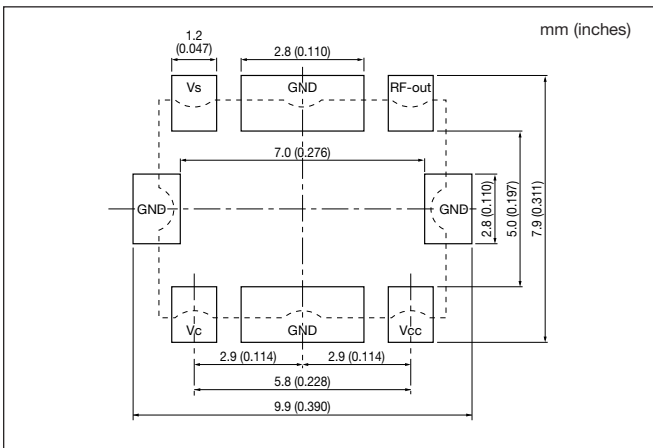 mm (inches)
1.2
(0.047)
2.8 (0.110)
Vs
GND
RF-out
7.0 (0.276)
GND
GND
2.8 (0.110)
5.0 (0.197)
7.9 (0.311)
Vc
GND
Vcc
2.9 (0.114)
2.9 (0.114)
5.8 (0.228)
9.9 (0.390)